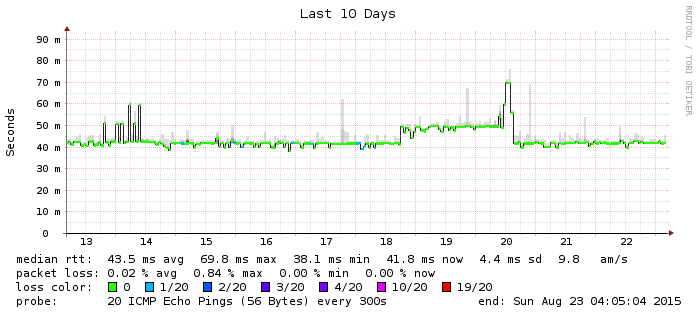 Last 10 Days
RRDTOOL / TOBI OETIKER
Seconds
90 m
80 m
70 m
60 m
50 m
40 m
30 m
20 m
10 m
0
13 14 15 16 17 18 19 20 21 22
median rtt: 43.5 ms avg 69.8 ms max 38.1 ms min 41.8 ms now 4.4 ms sd 9.8 am/s
packet loss: 0.02 % avg 0.84 % max 0.00 % min 0.00 % now
loss color: 0 1/20 2/20 3/20 4/20 10/20 19/20
probe: 20 ICMP Echo Pings (56 Bytes) every 300s end: Sun Aug 23 04:05:04 2015